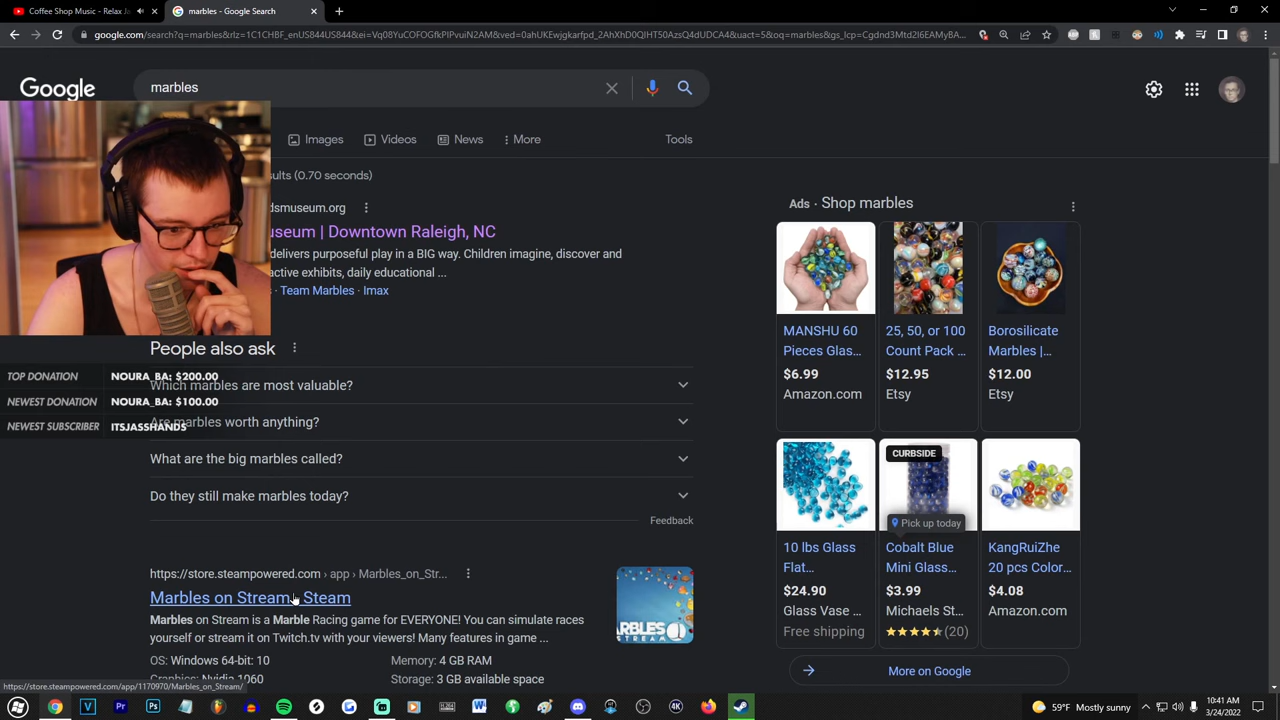 Coffee Shop Music - Relax Ja
marbles - Google Search
google.com/search?q=marbles&rlz=1C1CHBF_enUS844US844&ei=Vq08YuCOFOGfkPIPvuiN2AM&ved=0ahUKEwjgkarfpd_2AhXhD0QIHT50AzsQ4dUDCA4&uact=5&oq=marbles&gs_lcp=Cgdnd3Mtd2l6EAMyBA...
Google
marbles
Images
Videos
News
More
Tools
sults (0.70 seconds)
dsmuseum.org
useum | Downtown Raleigh, NC
delivers purposeful play in a BIG way. Children imagine, discover and
active exhibits, daily educational ...
· Team Marbles · Imax
People also ask
Which marbles are most valuable?
Are marbles worth anything?
What are the big marbles called?
Do they still make marbles today?
Feedback
TOP DONATION NOURA_BA: $200.00
NEWEST DONATION NOURA_BA: $100.00
NEWEST SUBSCRIBER ITSJASSHANDS
https://store.steampowered.com › app › Marbles_on_Str...
Marbles on Stream Steam
Marbles on Stream is a Marble Racing game for EVERYONE! You can simulate races
yourself or stream it on Twitch.tv with your viewers! Many features in game ...
OS: Windows 64-bit: 10
Memory: 4 GB RAM
Graphics: Nvidia 1060
Storage: 3 GB available space
ARBLES
STREAM
Ads · Shop marbles
MANSHU 60
Pieces Glas...
$6.99
Amazon.com
25, 50, or 100
Count Pack ...
$12.95
Etsy
Borosilicate
Marbles |...
$12.00
Etsy
10 lbs Glass
Flat...
$24.90
Glass Vase ...
Free shipping
CURBSIDE
Pick up today
Cobalt Blue
Mini Glass...
$3.99
Michaels St...
(20)
KangRuiZhe
20 pcs Color...
$4.08
Amazon.com
More on Google
https://store.steampowered.com/app/1170970/Marbles_on_Stream/
59°F Mostly sunny
10:41 AM
3/24/2022